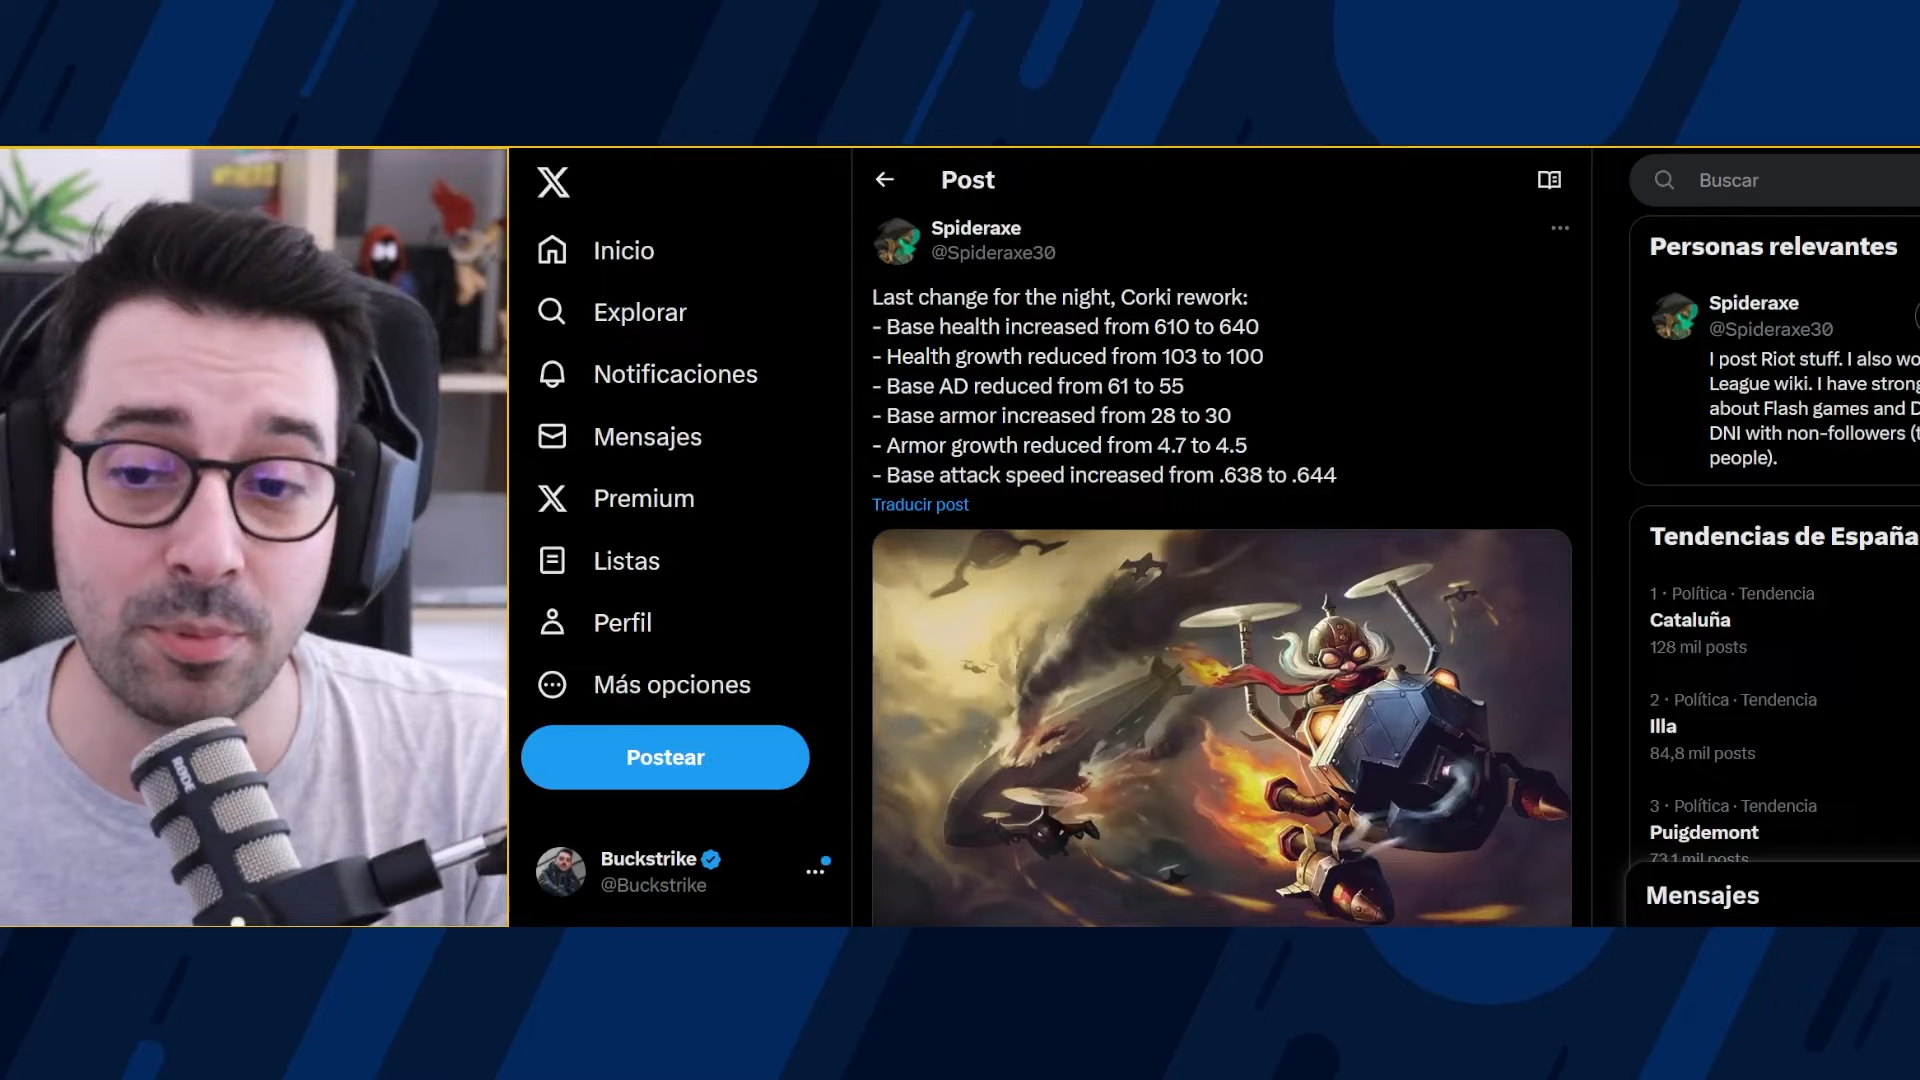 Inicio
Explorar
Notificaciones
Mensajes
Premium
Listas
Perfil
Más opciones
Postear
Buckstrike
@Buckstrike
Post
Spideraxe
@Spideraxe30
Last change for the night, Corki rework:
- Base health increased from 610 to 640
- Health growth reduced from 103 to 100
- Base AD reduced from 61 to 55
- Base armor increased from 28 to 30
- Armor growth reduced from 4.7 to 4.5
- Base attack speed increased from .638 to .644
Traducir post
Buscar
Personas relevantes
Spideraxe
@Spideraxe30
I post Riot stuff. I also wo
League wiki. I have strong
about Flash games and D
DNI with non-followers (t
people).
Tendencias de España
1 · Política · Tendencia
Cataluña
128 mil posts
2 · Política · Tendencia
Illa
84,8 mil posts
3 · Política · Tendencia
Puigdemont
73,1 mil posts
Mensajes
RODE